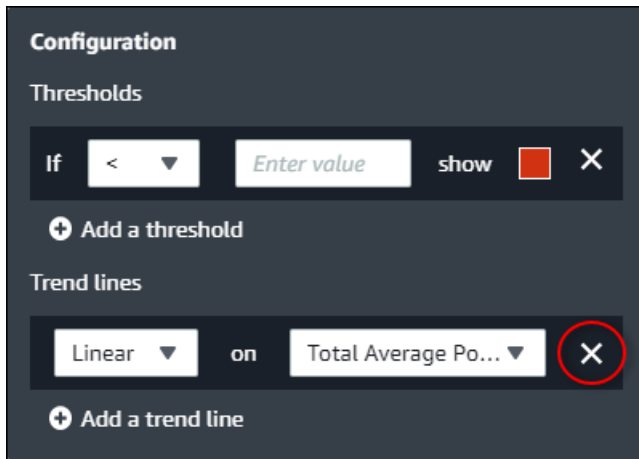 Configuration
Thresholds
If < Enter value show
Add a threshold
Trend lines
Linear on Total Average Po...
Add a trend line